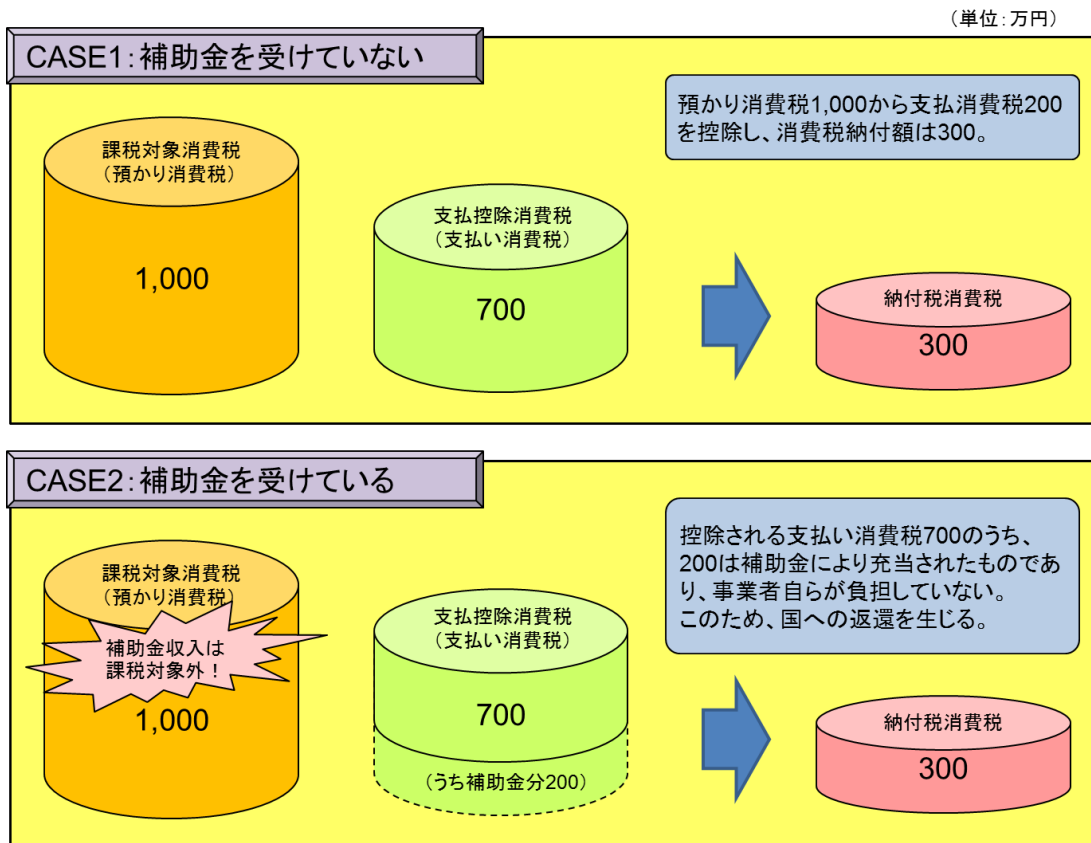 (単位:万円)
CASE1:補助金を受けていない
預かり消費税1,000から支払消費税200
を控除し、消費税納付額は300。
課税対象消費税
(預かり消費税)
1,000
支払控除消費税
(支払い消費税)
700
納付税消費税
300
CASE2:補助金を受けている
控除される支払い消費税700のうち、
200は補助金により充当されたものであ
り、事業者自らが負担していない。
このため、国への返還を生じる。
課税対象消費税
(預かり消費税)
補助金収入は
課税対象外!
1,000
支払控除消費税
(支払い消費税)
700
(うち補助金分200)
納付税消費税
300